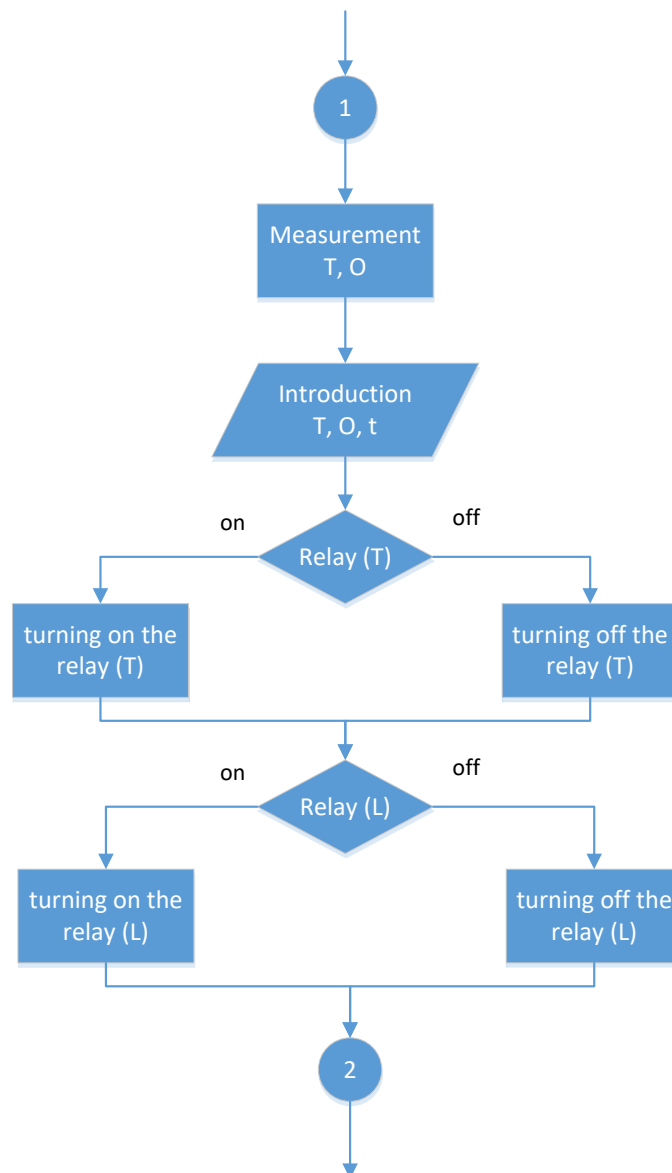 1
Measurement
T, O
Introduction
T, O, t
on
off
Relay (T)
turning on the
relay (T)
turning off the
relay (T)
on
off
Relay (L)
turning on the
relay (L)
turning off the
relay (L)
2